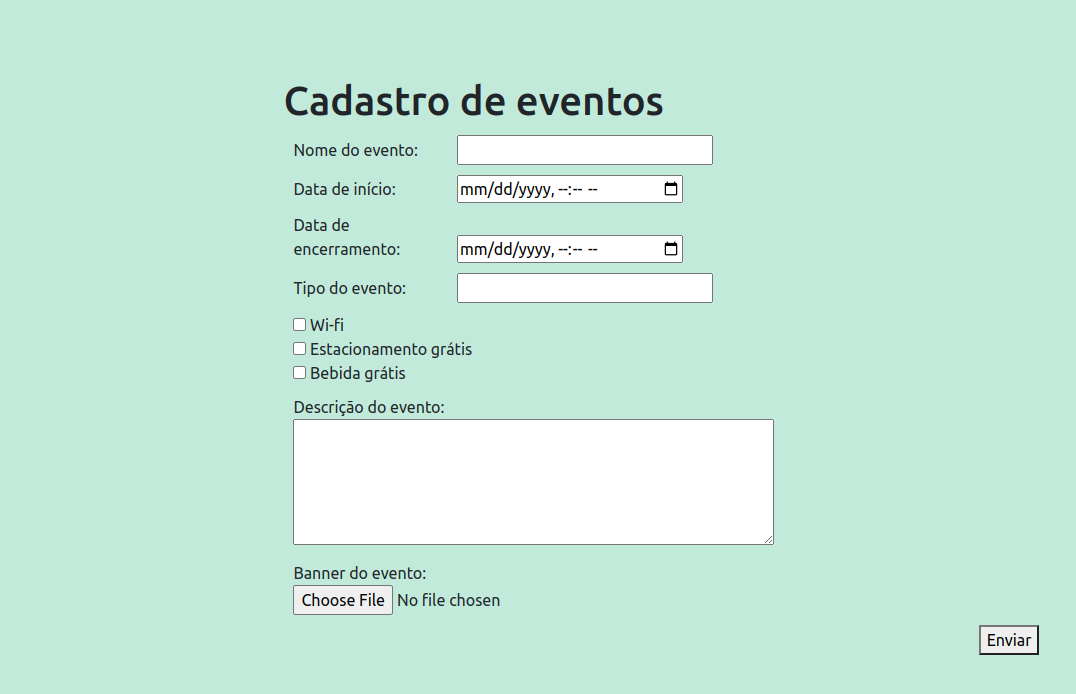 Cadastro de eventos
Nome do evento:
Data de início: mm/dd/yyyy, --:-- --
Data de
encerramento: mm/dd/yyyy, --:-- --
Tipo do evento:
Wi-fi
Estacionamento grátis
Bebida grátis
Descrição do evento:
Banner do evento:
Choose File No file chosen
Enviar